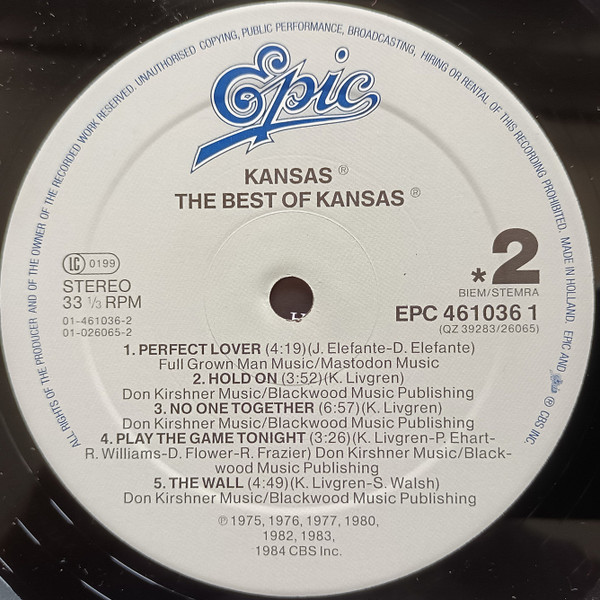 ALL RIGHTS OF THE PRODUCER AND OF THE OWNER OF THE RECORDED WORK RESERVED. UNAUTHORISED COPYING, PUBLIC PERFORMANCE, BROADCASTING, HIRING OR RENTAL OF THIS RECORDING PROHIBITED. MADE IN HOLLAND. EPIC AND ℗ CBS INC.
Epic
KANSAS ®
THE BEST OF KANSAS ®
LC 0199
STEREO
33 1/3 RPM
01-461036-2
01-026065-2
*2
BIEM/STEMRA
EPC 461036 1
(QZ 39283/26065)
1. PERFECT LOVER (4:19)(J. Elefante-D. Elefante)
Full Grown Man Music/Mastodon Music
2. HOLD ON (3:52)(K. Livgren)
Don Kirshner Music/Blackwood Music Publishing
3. NO ONE TOGETHER (6:57)(K. Livgren)
Don Kirshner Music/Blackwood Music Publishing
4. PLAY THE GAME TONIGHT (3:26)(K. Livgren-P. Ehart-
R. Williams-D. Flower-R. Frazier) Don Kirshner Music/Black-
wood Music Publishing
5. THE WALL (4:49)(K. Livgren-S. Walsh)
Don Kirshner Music/Blackwood Music Publishing
℗ 1975, 1976, 1977, 1980,
1982, 1983,
1984 CBS Inc.